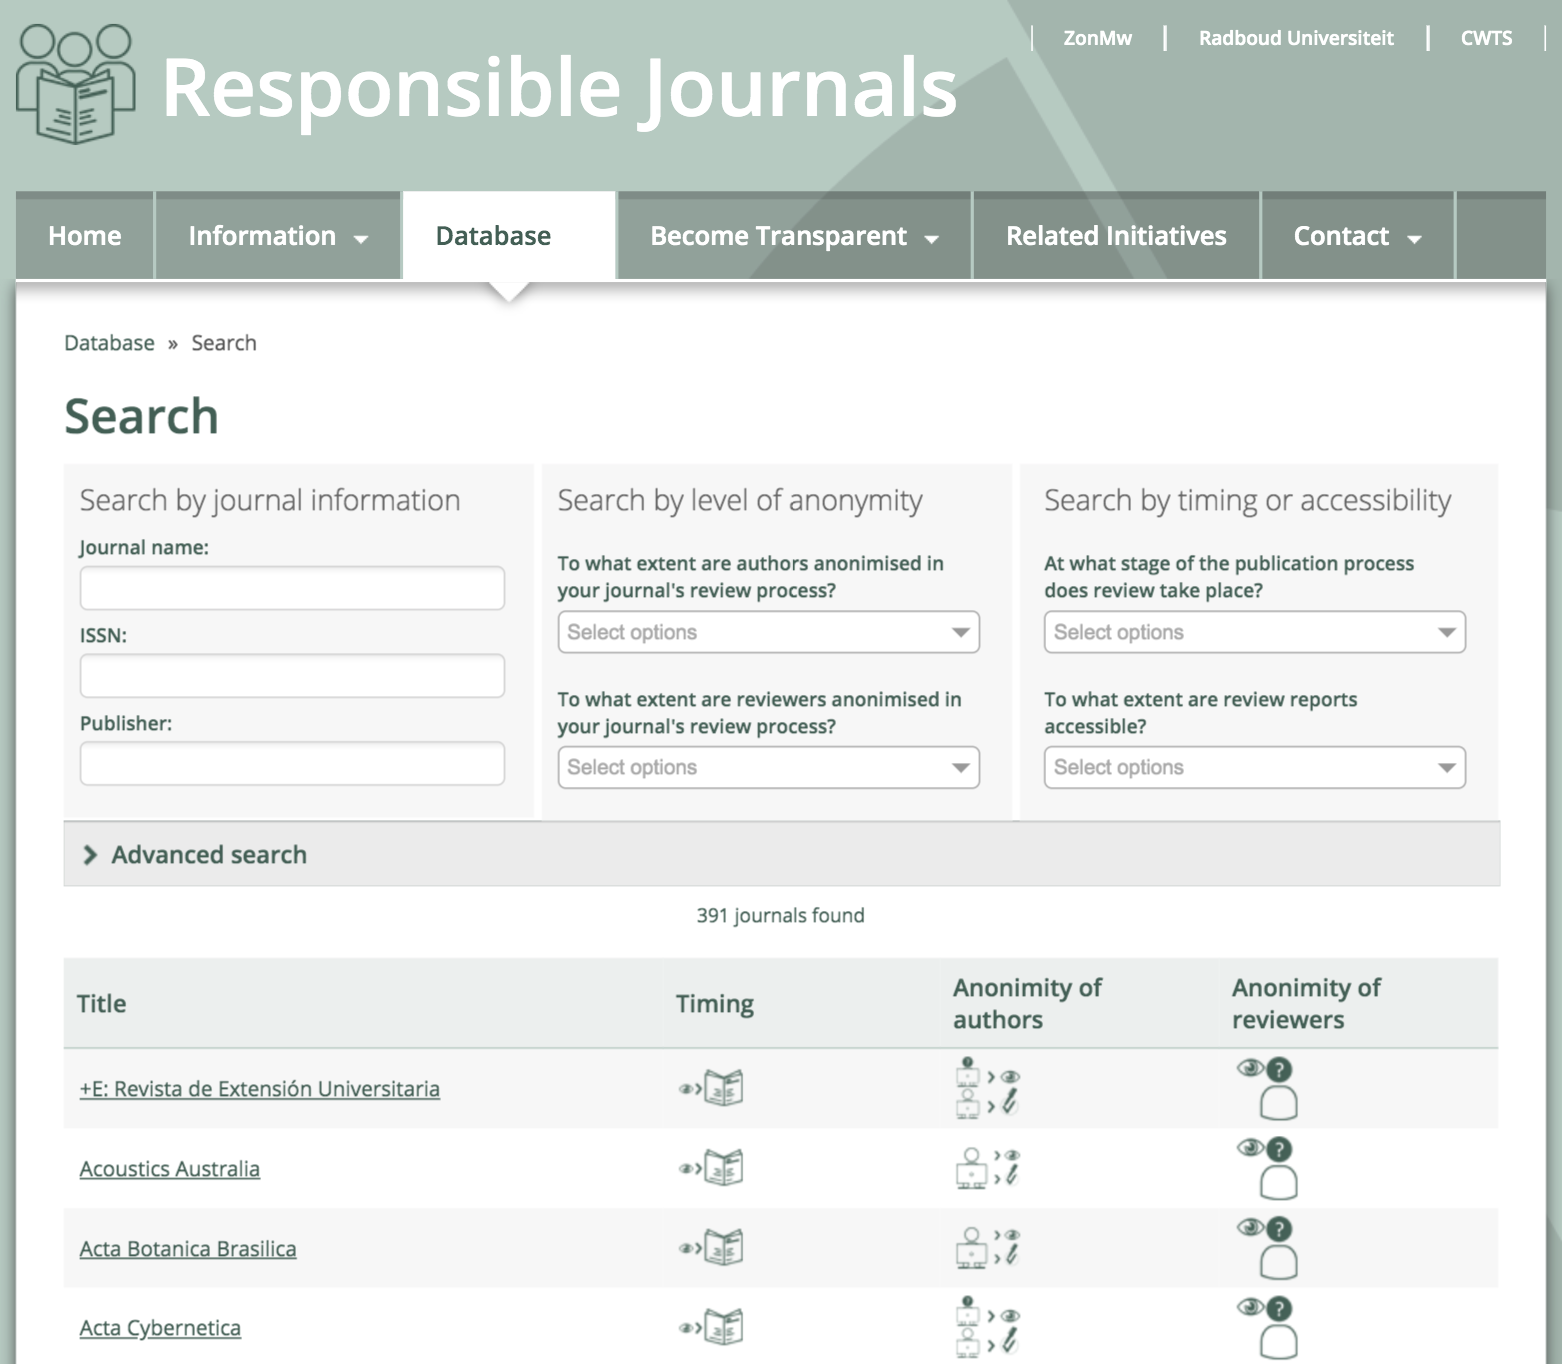 ZonMw
Radboud Universiteit
CWTS
Responsible Journals
Home
Information
Database
Become Transparent
Related Initiatives
Contact
Database » Search
Search
Search by journal information
Journal name:
ISSN:
Publisher:
Search by level of anonymity
To what extent are authors anonimised in
your journal's review process?
Select options
To what extent are reviewers anonimised in
your journal's review process?
Select options
Search by timing or accessibility
At what stage of the publication process
does review take place?
Select options
To what extent are review reports
accessible?
Select options
Advanced search
391 journals found
Title
Timing
Anonimity of
authors
Anonimity of
reviewers
+E: Revista de Extensión Universitaria
?
Acoustics Australia
?
Acta Botanica Brasilica
?
Acta Cybernetica
?